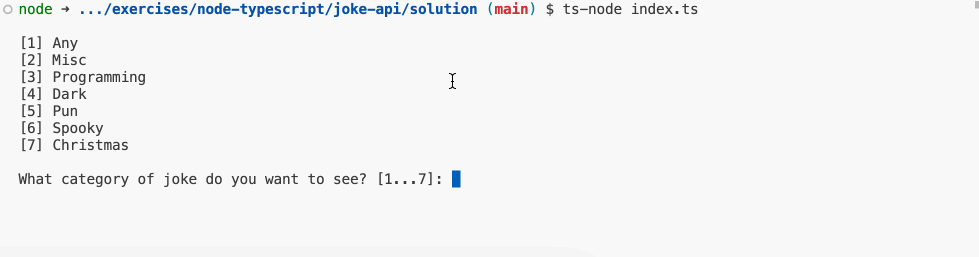 node → .../exercises/node-typescript/joke-api/solution (main) $ ts-node index.ts
[1] Any
[2] Misc
[3] Programming
[4] Dark
[5] Pun
[6] Spooky
[7] Christmas
What category of joke do you want to see? [1...7]: